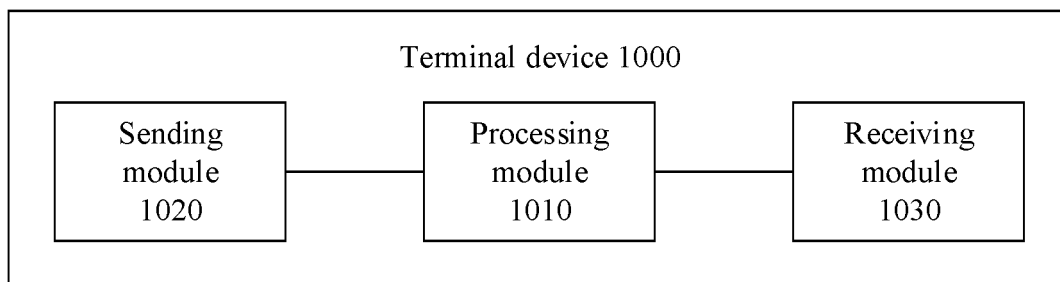 Terminal device 1000
Sending
module
1020
Processing
module
1010
Receiving
module
1030